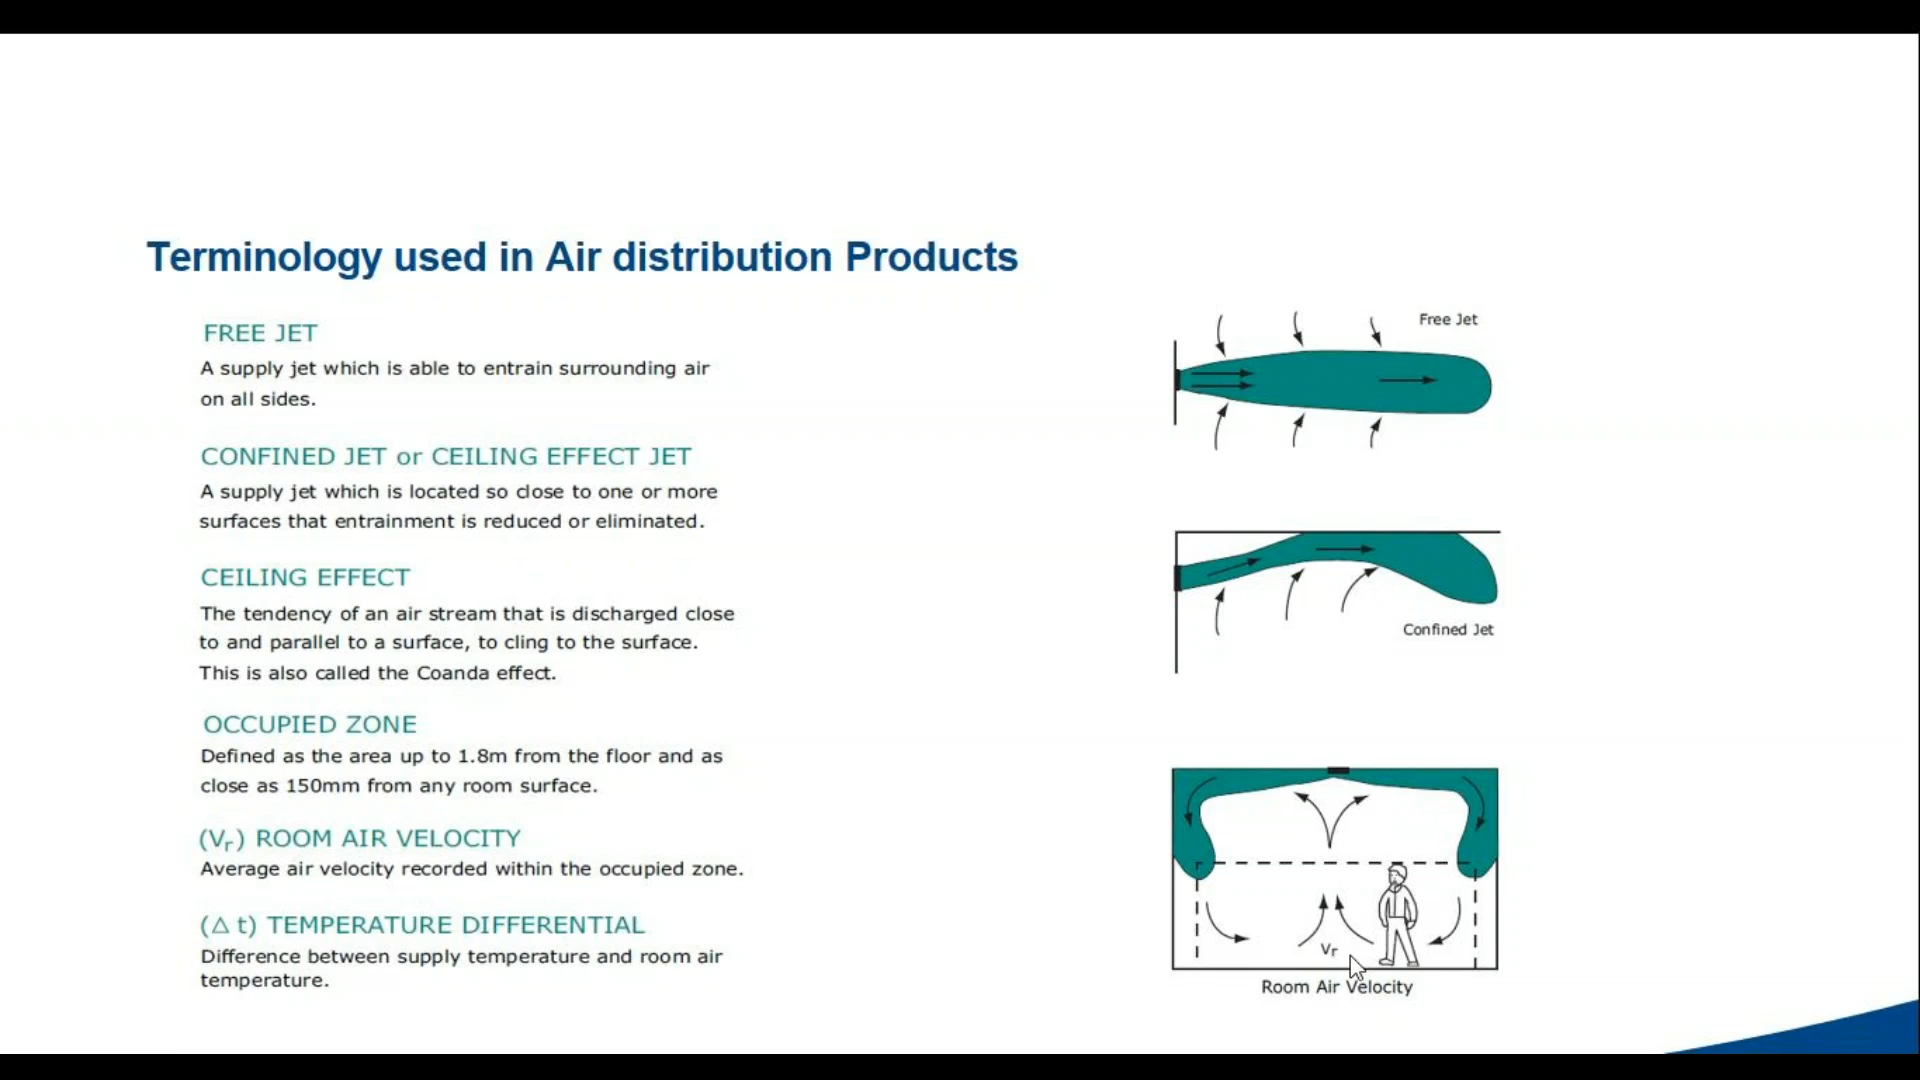 Terminology used in Air distribution Products
FREE JET
A supply jet which is able to entrain surrounding air
on all sides.
CONFINED JET or CEILING EFFECT JET
A supply jet which is located so close to one or more
surfaces that entrainment is reduced or eliminated.
CEILING EFFECT
The tendency of an air stream that is discharged close
to and parallel to a surface, to cling to the surface.
This is also called the Coanda effect.
OCCUPIED ZONE
Defined as the area up to 1.8m from the floor and as
close as 150mm from any room surface.
(Vr) ROOM AIR VELOCITY
Average air velocity recorded within the occupied zone.
(Δ t) TEMPERATURE DIFFERENTIAL
Difference between supply temperature and room air
temperature.
Free Jet
Confined Jet
Vr
Room Air Velocity